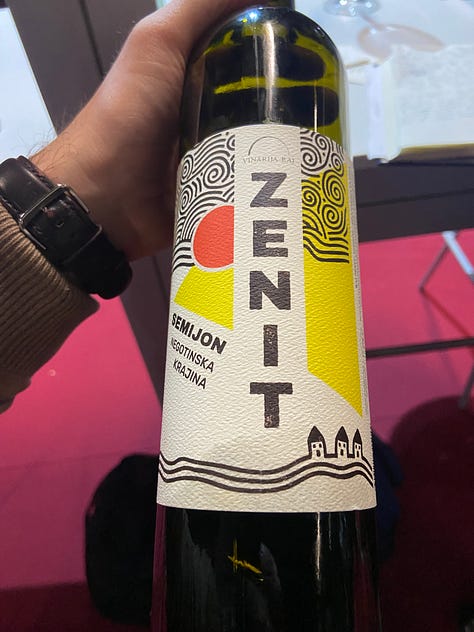 VINARIJA RAJ
ZENIT
SEMIJON
NEGOTINSKA
KRAJINA